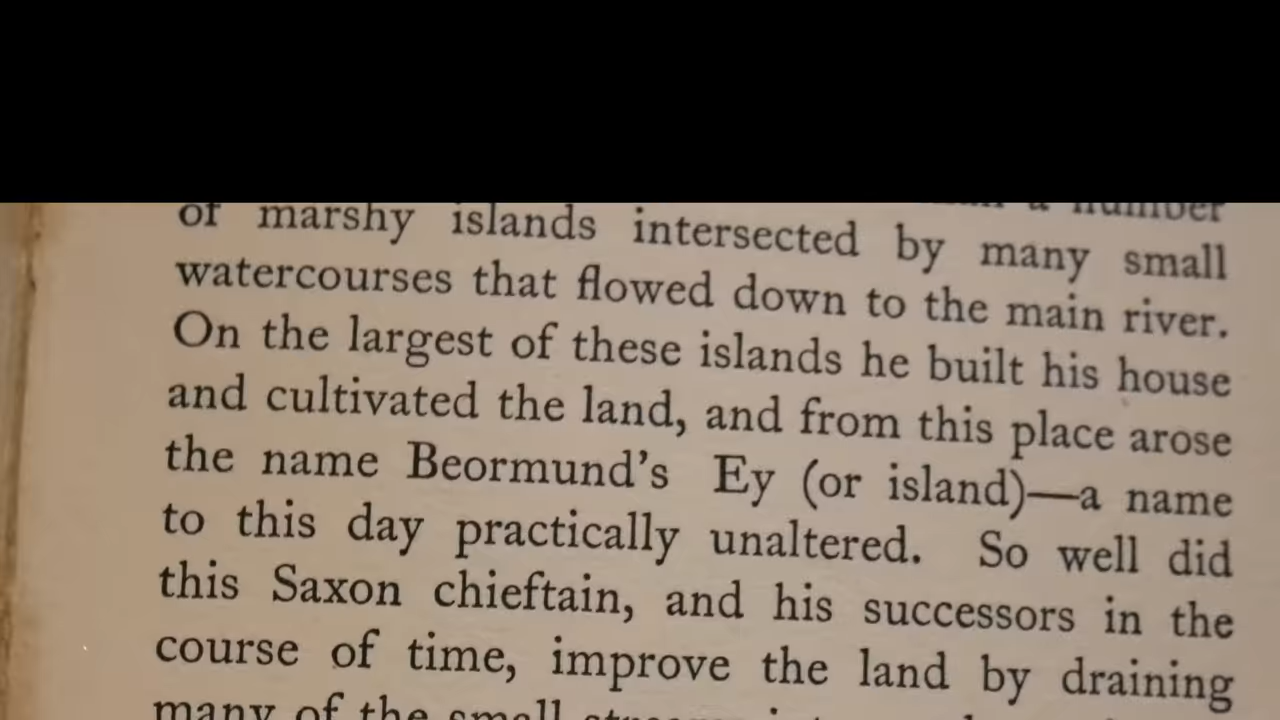 a number
of marshy islands intersected by many small
watercourses that flowed down to the main river.
On the largest of these islands he built his house
and cultivated the land, and from this place arose
the name Beormund's Ey (or island)—a name
to this day practically unaltered. So well did
this Saxon chieftain, and his successors in the
course of time, improve the land by draining
many of the small